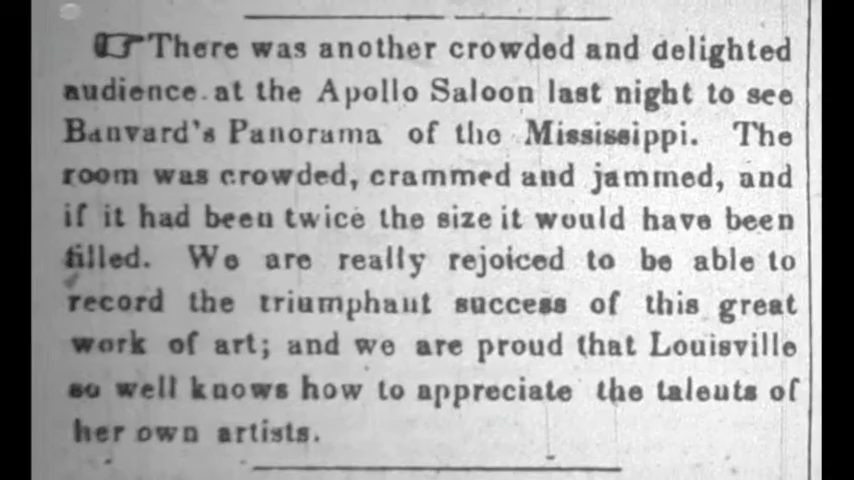 ☞There was another crowded and delighted
audience at the Apollo Saloon last night to see
Banvard's Panorama of the Mississippi. The
room was crowded, crammed and jammed, and
if it had been twice the size it would have been
filled. We are really rejoiced to be able to
record the triumphant success of this great
work of art; and we are proud that Louisville
so well knows how to appreciate the talents of
her own artists.